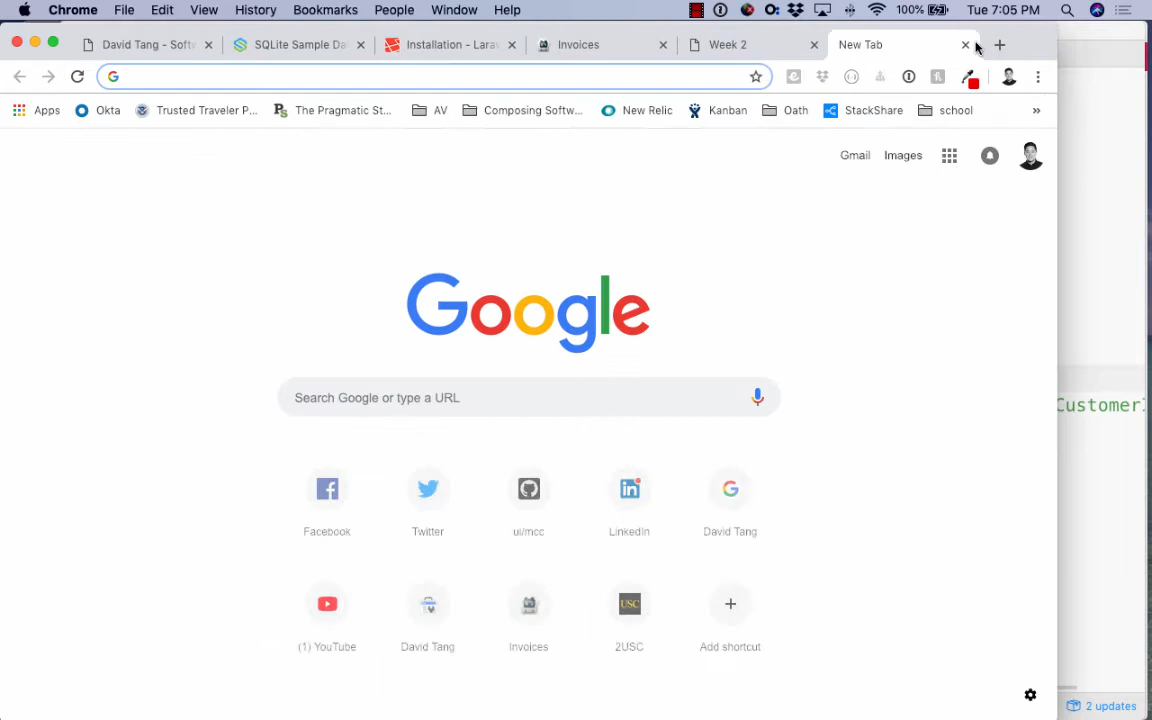 Chrome File Edit View History Bookmarks People Window Help 100% Tue 7:05 PM
David Tang - Softw SQLite Sample Da Installation - Larav Invoices Week 2 New Tab
Apps Okta Trusted Traveler P... The Pragmatic St... AV Composing Softw... New Relic Kanban Oath StackShare school »
Gmail Images
Google
Search Google or type a URL
Customer
Facebook Twitter ui/mcc LinkedIn David Tang
USC
(1) YouTube David Tang Invoices 2USC Add shortcut
2 updates